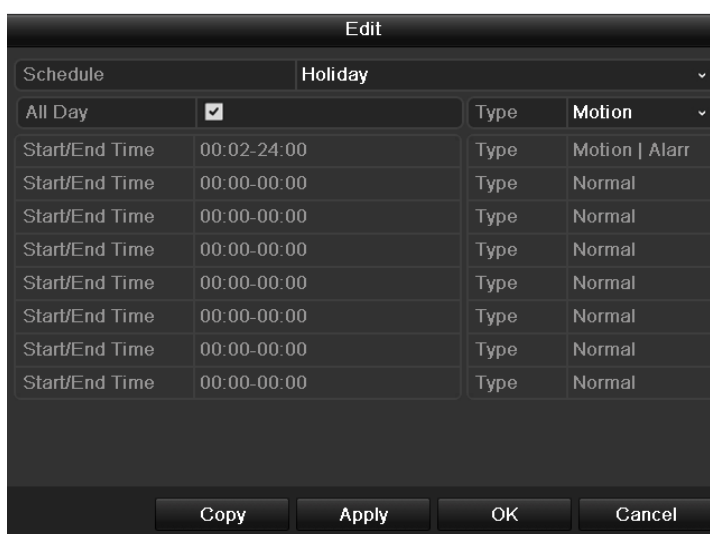 Edit
Schedule Holiday
All Day Type Motion
Start/End Time 00:02-24:00 Type Motion | Alarr
Start/End Time 00:00-00:00 Type Normal
Start/End Time 00:00-00:00 Type Normal
Start/End Time 00:00-00:00 Type Normal
Start/End Time 00:00-00:00 Type Normal
Start/End Time 00:00-00:00 Type Normal
Start/End Time 00:00-00:00 Type Normal
Start/End Time 00:00-00:00 Type Normal
Copy Apply OK Cancel